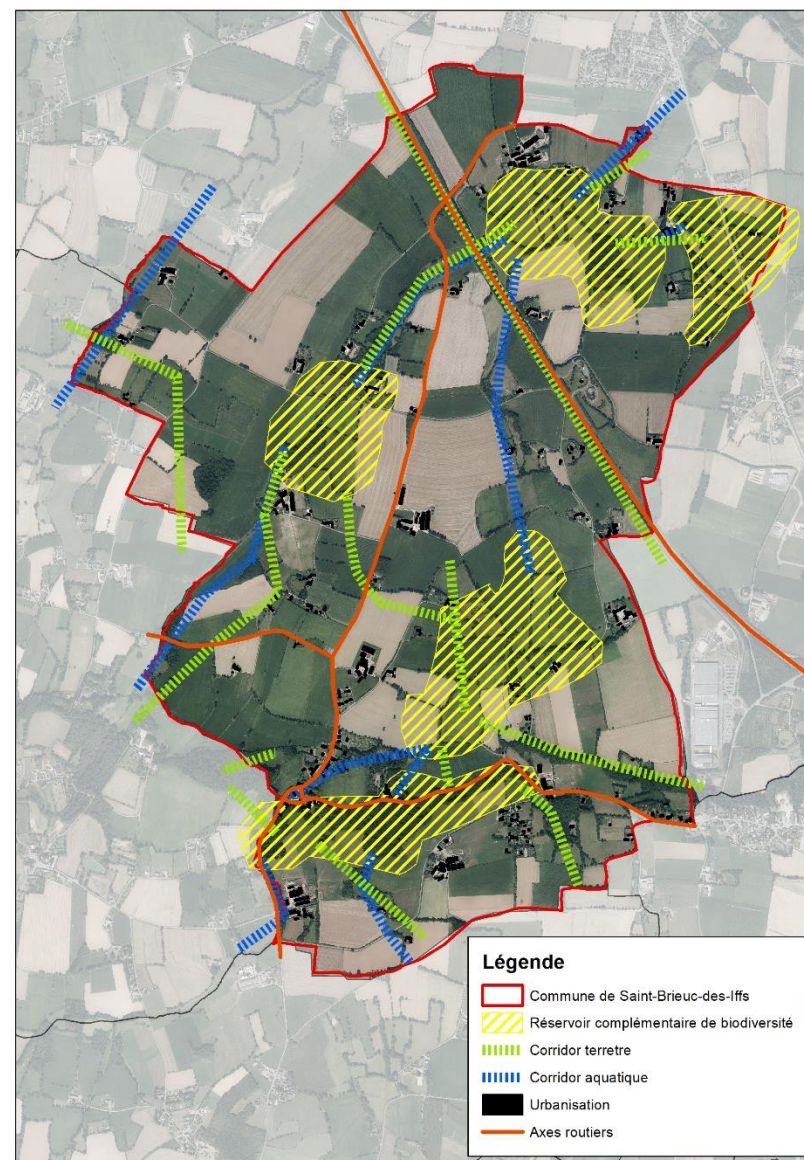 Légende
Commune de Saint-Brieuc-des-Iffs
Réservoir complémentaire de biodiversité
Corridor terretre
Corridor aquatique
Urbanisation
Axes routiers